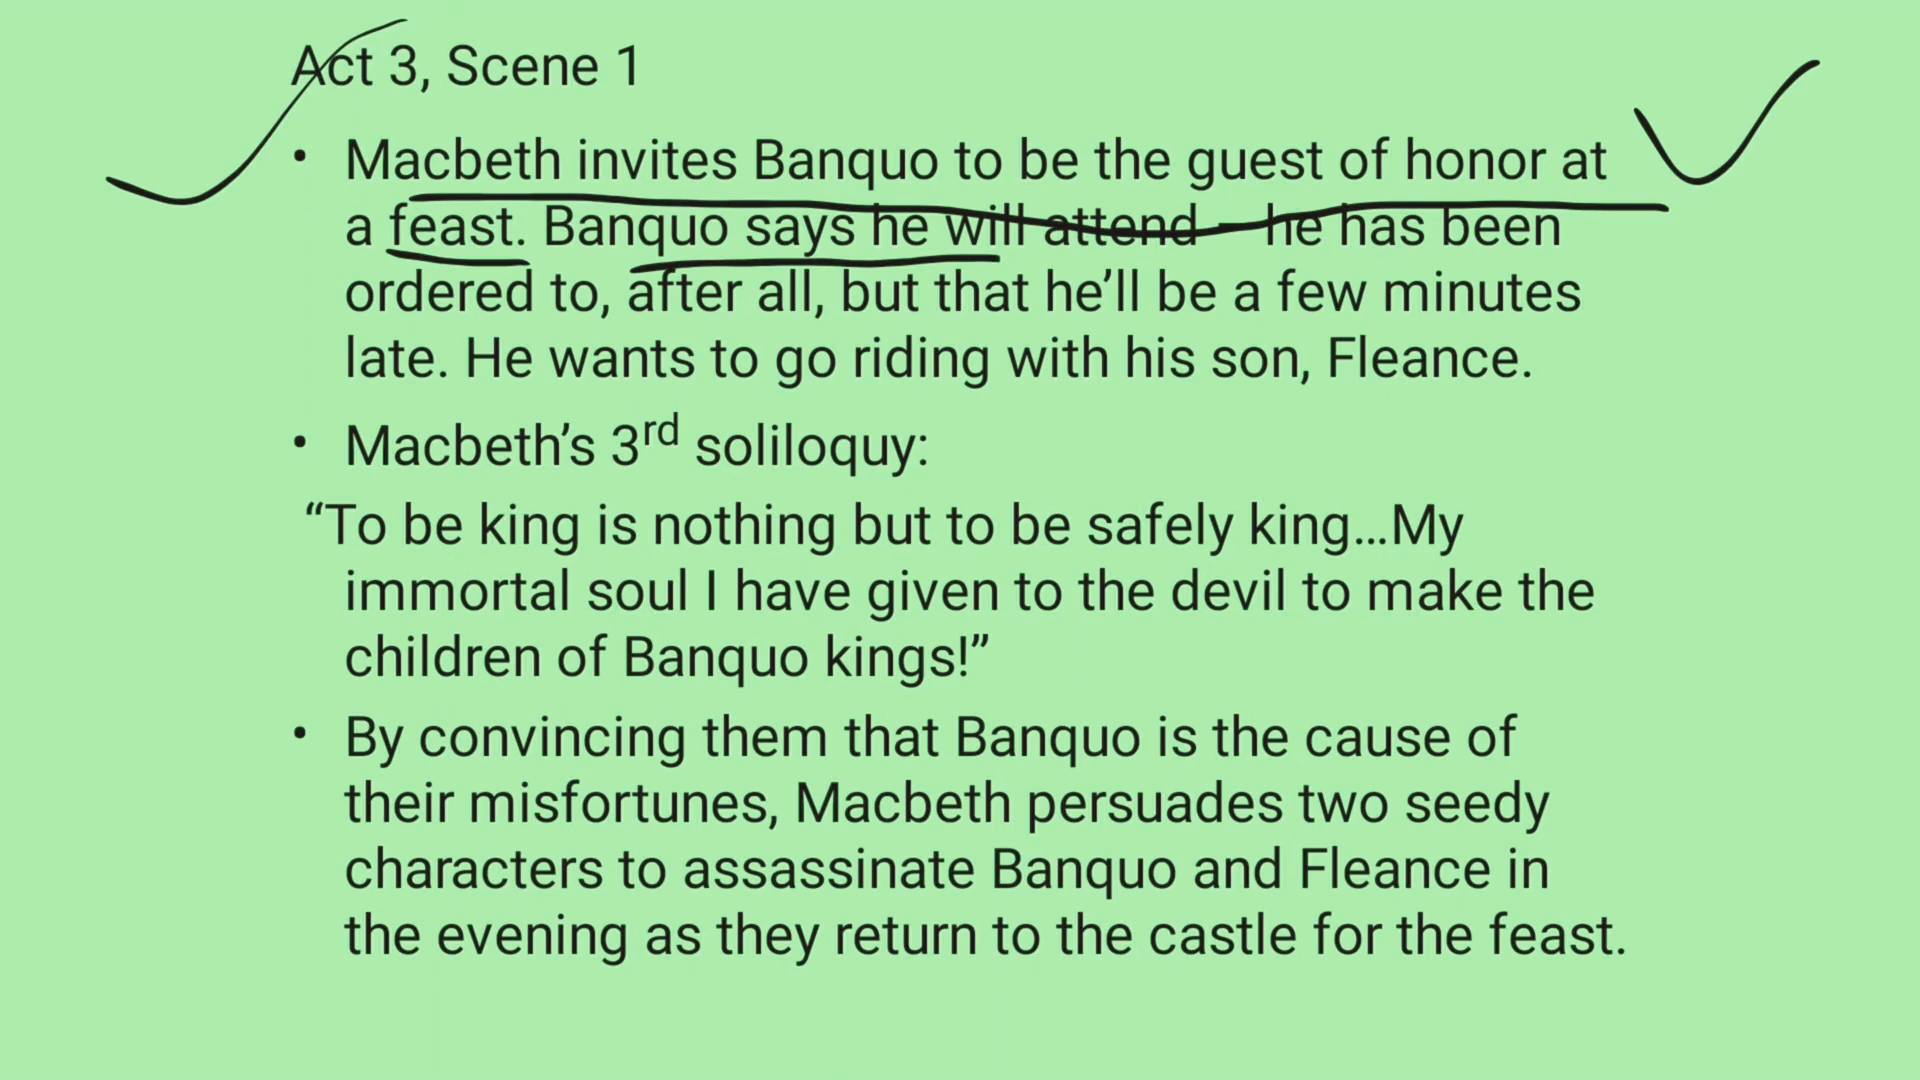 Act 3, Scene 1
• Macbeth invites Banquo to be the guest of honor at
a feast. Banquo says he will attend – he has been
ordered to, after all, but that he’ll be a few minutes
late. He wants to go riding with his son, Fleance.
• Macbeth’s 3rd soliloquy:
“To be king is nothing but to be safely king…My
immortal soul I have given to the devil to make the
children of Banquo kings!”
• By convincing them that Banquo is the cause of
their misfortunes, Macbeth persuades two seedy
characters to assassinate Banquo and Fleance in
the evening as they return to the castle for the feast.